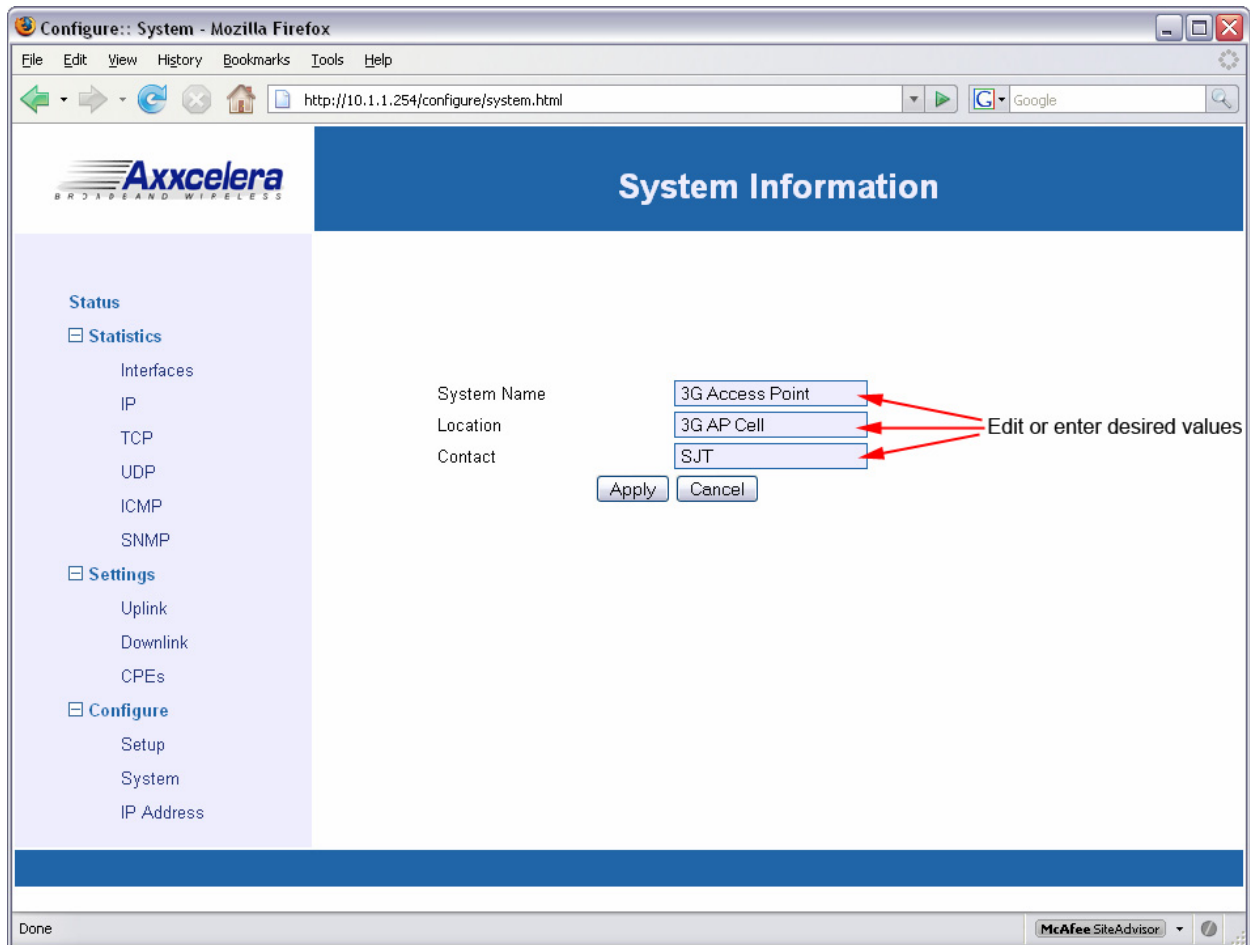 Configure:: System - Mozilla Firefox
File Edit View History Bookmarks Tools Help
http://10.1.1.254/configure/system.html
G Google
Axxcelera
BROADBAND WIRELESS
System Information
Status
Statistics
Interfaces
IP
TCP
UDP
ICMP
SNMP
Settings
Uplink
Downlink
CPEs
Configure
Setup
System
IP Address
System Name 3G Access Point
Location 3G AP Cell
Contact SJT
Edit or enter desired values
Apply Cancel
Done
McAfee SiteAdvisor